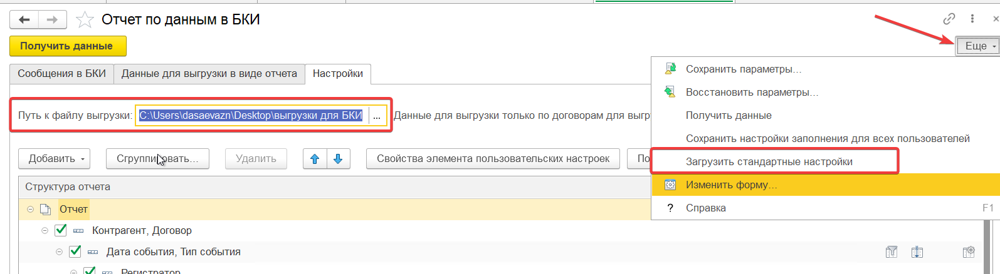 Отчет по данным в БКИ
Получить данные
Еще
Сообщения в БКИ Данные для выгрузки в виде отчета Настройки
Сохранить параметры...
Восстановить параметры...
Путь к файлу выгрузки: C:\Users\dasaevazn\Desktop\выгрузки для БКИ ... Данные для выгрузки только по договорам для выгр
Получить данные
Сохранить настройки заполнения для всех пользователей
Добавить Сгруппировать... Удалить Свойства элемента пользовательских настроек По
Загрузить стандартные настройки
Структура отчета
Изменить форму...
Отчет
? Справка F1
Контрагент, Договор
Дата события, Тип события
Регистратор